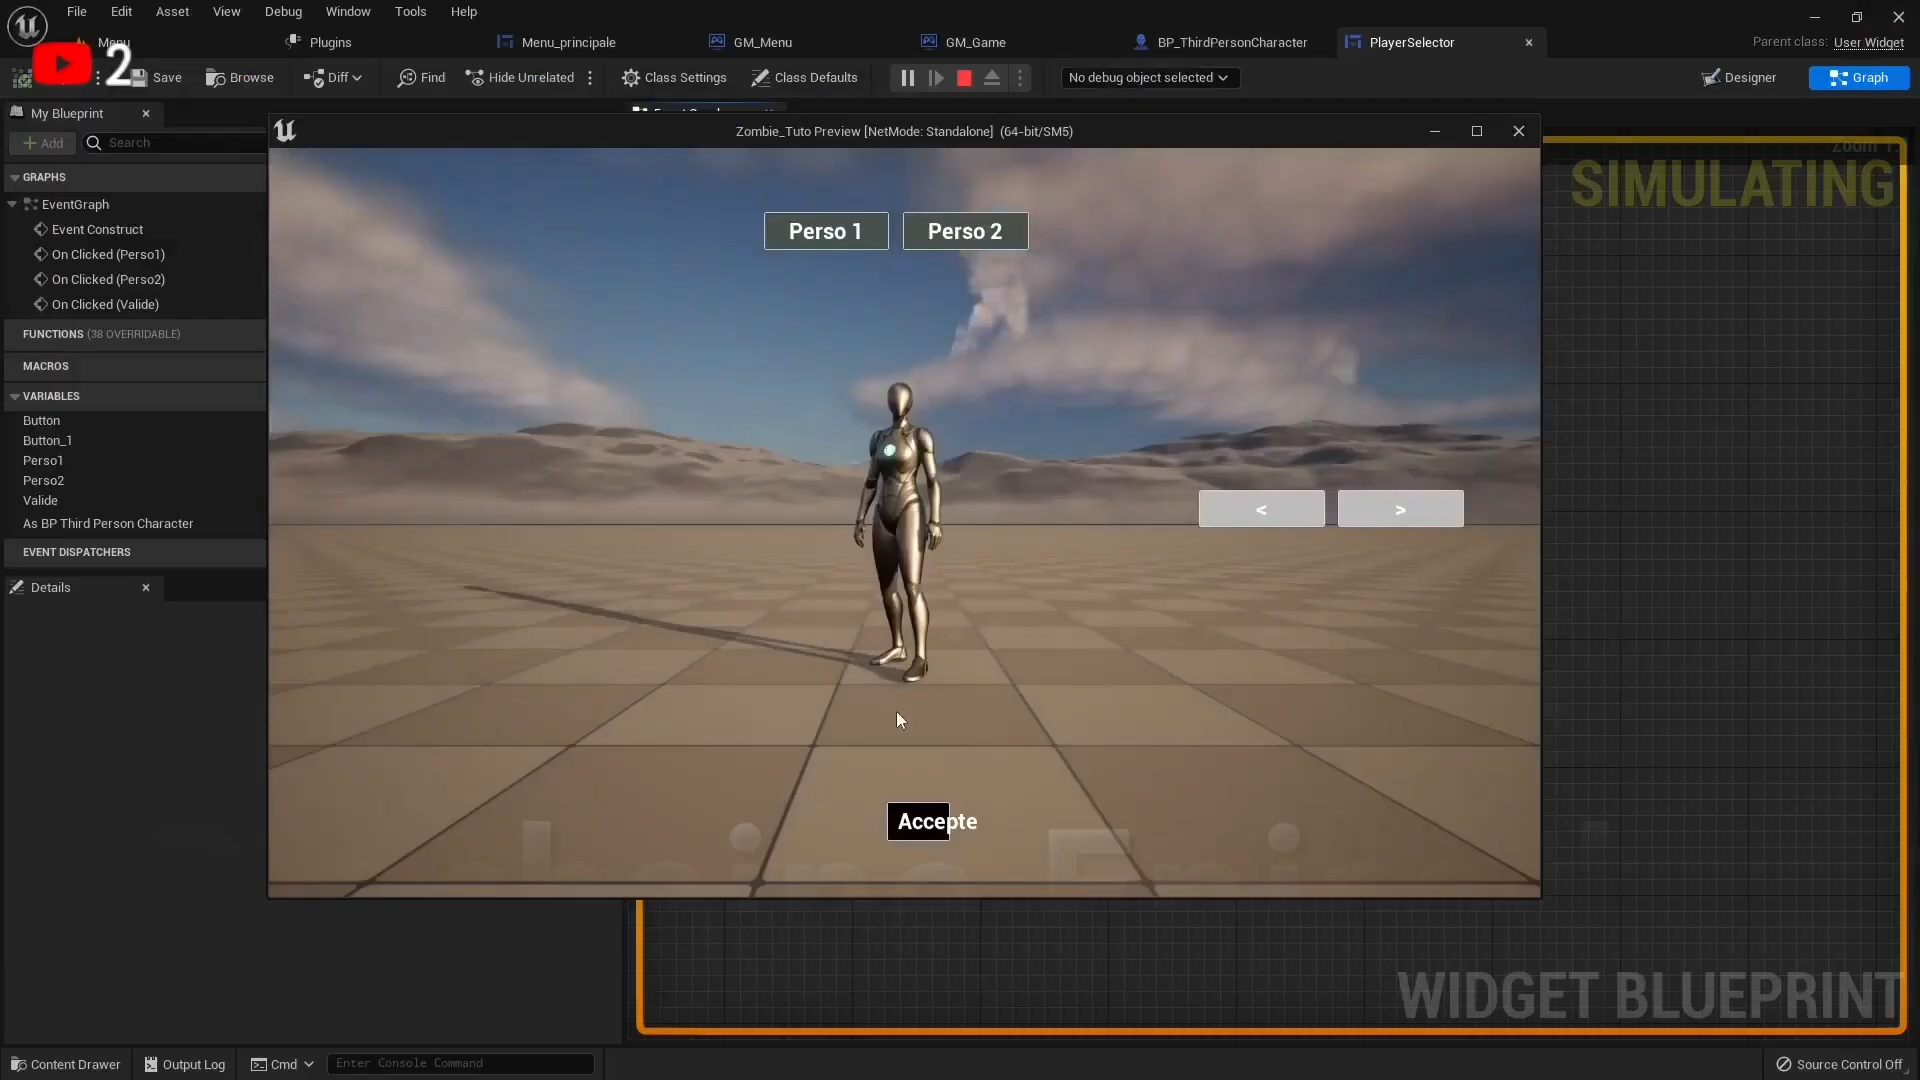 File Edit Asset View Debug Window Tools Help
Menu Plugins Menu_principale GM_Menu GM_Game BP_ThirdPersonCharacter PlayerSelector Parent class: User Widget
2
Save Browse Diff Find Hide Unrelated Class Settings Class Defaults No debug object selected Designer Graph
My Blueprint
Add Search
Zombie_Tuto Preview [NetMode: Standalone] (64-bit/SM5)
SIMULATING
GRAPHS
EventGraph
Event Construct
On Clicked (Perso1)
On Clicked (Perso2)
On Clicked (Valide)
FUNCTIONS (38 OVERRIDABLE)
MACROS
VARIABLES
Button
Button_1
Perso1
Perso2
Valide
As BP Third Person Character
EVENT DISPATCHERS
Details
Perso 1 Perso 2
< >
Accepte
WIDGET BLUEPRINT
Content Drawer Output Log Cmd Enter Console Command Source Control Off